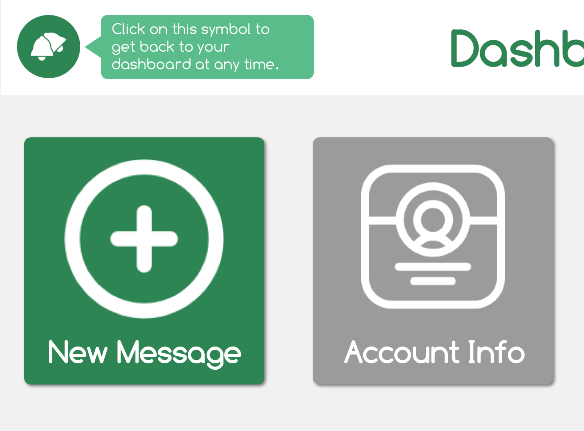 Click on this symbol to
get back to your
dashboard at any time.
Dashb
New Message
Account Info